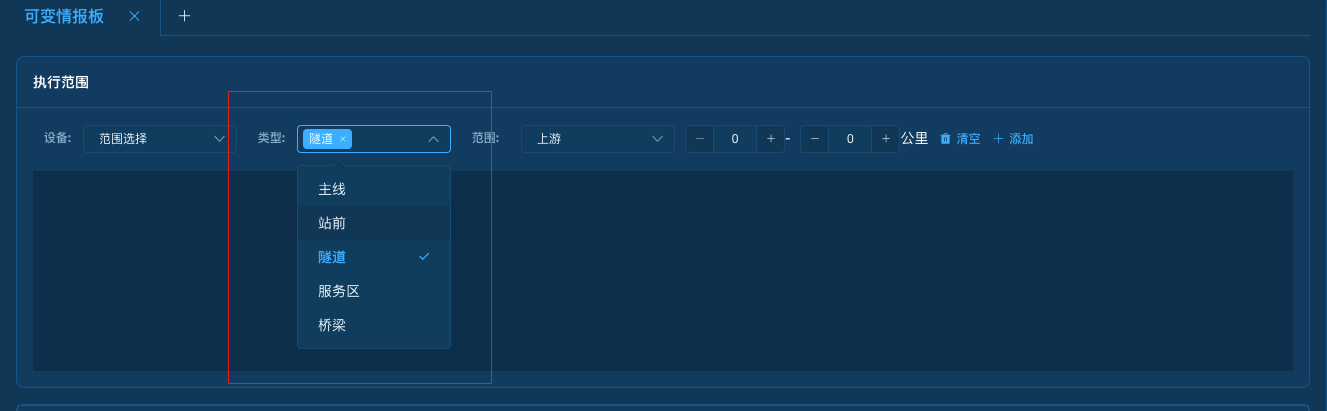 可变情报板
执行范围
设备: 范围选择 类型: 隧道 范围: 上游 0 - 0 公里 清空 添加
主线
站前
隧道
服务区
桥梁